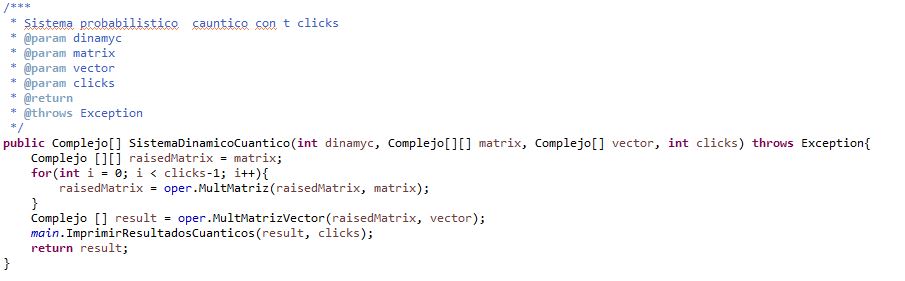 /***
 * Sistema probabilistico  cauntico con t clicks
 * @param dinamyc
 * @param matrix
 * @param vector
 * @param clicks
 * @return
 * @throws Exception
 */
public Complejo[] SistemaDinamicoCuantico(int dinamyc, Complejo[][] matrix, Complejo[] vector, int clicks) throws Exception{
    Complejo [][] raisedMatrix = matrix;
    for(int i = 0; i < clicks-1; i++){
        raisedMatrix = oper.MultMatriz(raisedMatrix, matrix);
    }
    Complejo [] result = oper.MultMatrizVector(raisedMatrix, vector);
    main.ImprimirResultadosCuanticos(result, clicks);
    return result;
}